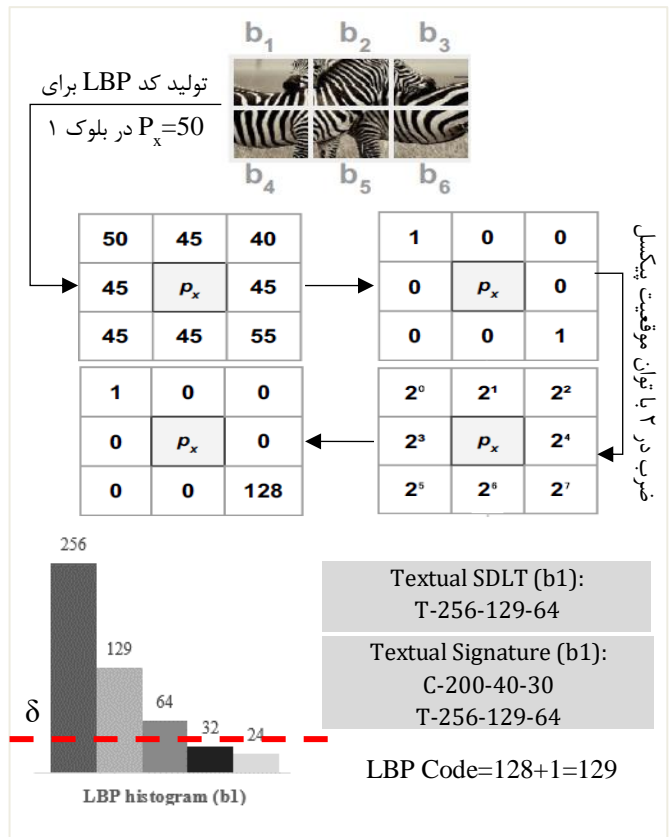 b₁ b₂ b₃
تولید کد LBP برای
Pₓ=50 در بلوک ۱
b₄ b₅ b₆
50 45 40
45 pₓ 45
45 45 55
1 0 0
0 pₓ 0
0 0 1
ضرب در ۲ با توان موقعیت پیکسل
1 0 0
0 pₓ 0
0 0 128
2⁰ 2¹ 2²
2³ pₓ 2⁴
2⁵ 2⁶ 2⁷
256
129
64
32
24
δ
LBP histogram (b1)
Textual SDLT (b1):
T-256-129-64
Textual Signature (b1):
C-200-40-30
T-256-129-64
LBP Code=128+1=129